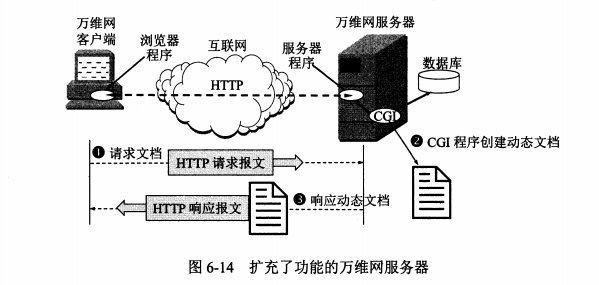 万维网
客户端
浏览器
程序
互联网
服务器
程序
万维网服务器
数据库
HTTP
CGI
❶ 请求文档
HTTP 请求报文
❷ CGI 程序创建动态文档
HTTP 响应报文
❸ 响应动态文档
图 6-14 扩充了功能的万维网服务器